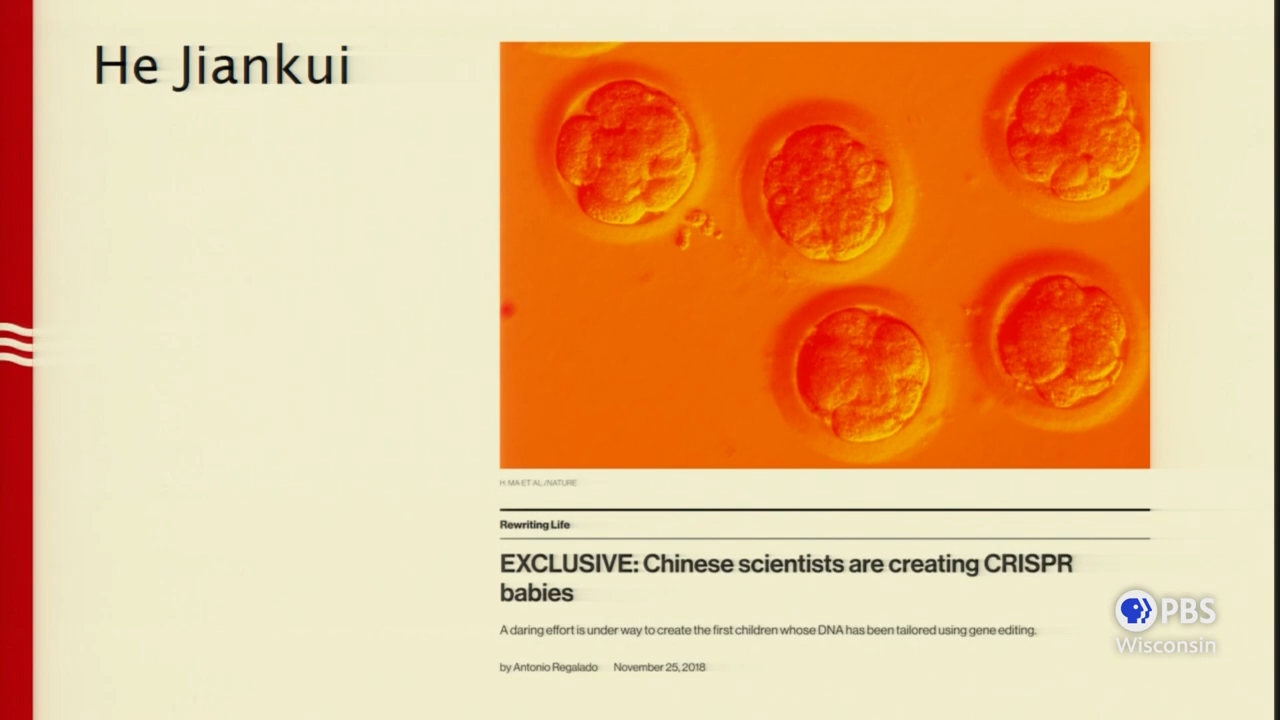 He Jiankui
H. MA ET AL./NATURE
Rewriting Life
EXCLUSIVE: Chinese scientists are creating CRISPR
babies
A daring effort is under way to create the first children whose DNA has been tailored using gene editing.
by Antonio Regalado November 25, 2018
PBS
Wisconsin